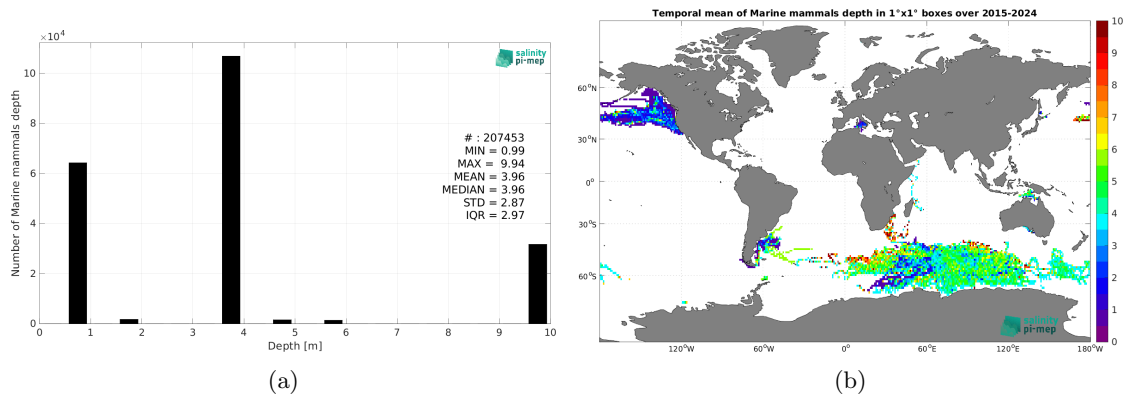 ×10⁴
10
8
6
4
2
0
Number of Marine mammals depth
salinity
pi-mep
# : 207453
MIN = 0.99
MAX = 9.94
MEAN = 3.96
MEDIAN = 3.96
STD = 2.87
IQR = 2.97
0 1 2 3 4 5 6 7 8 9 10
Depth [m]
(a)
Temporal mean of Marine mammals depth in 1°x1° boxes over 2015-2024
60°N
30°N
0°
30°S
60°S
120°W 60°W 0° 60°E 120°E 180°W
salinity
pi-mep
10
9
8
7
6
5
4
3
2
1
0
(b)